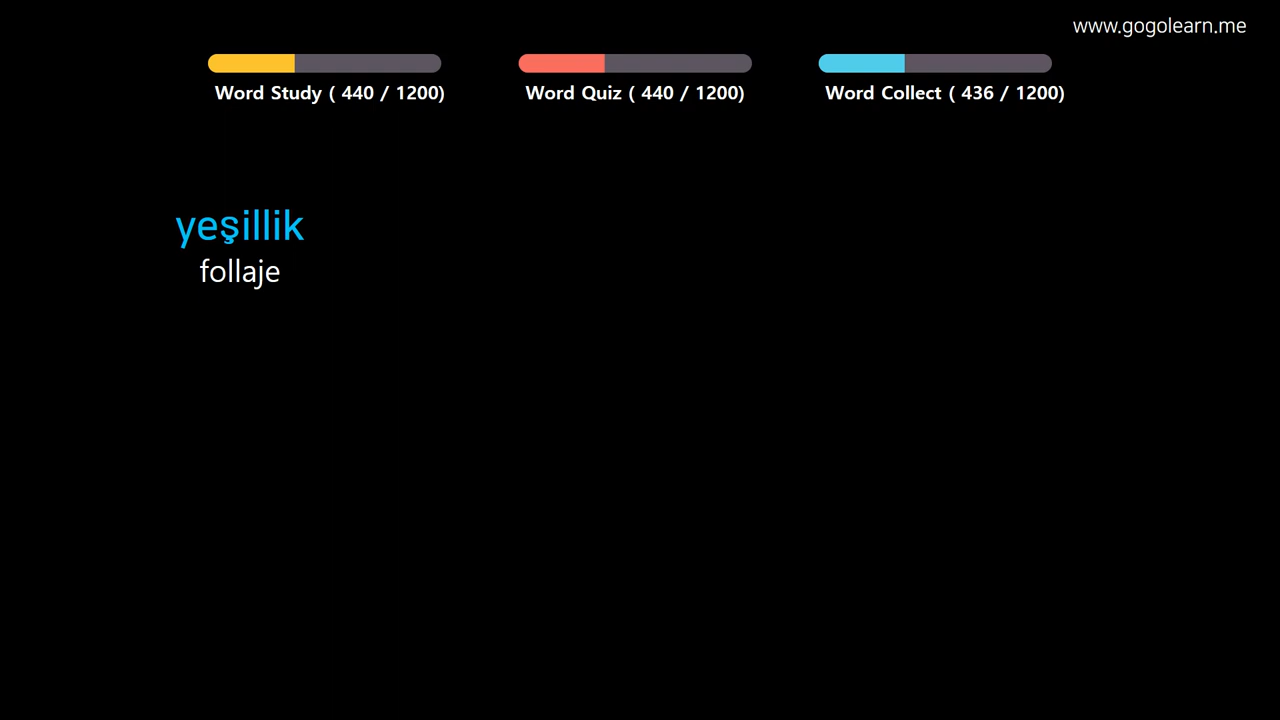 www.gogolearn.me
Word Study ( 440 / 1200)
Word Quiz ( 440 / 1200)
Word Collect ( 436 / 1200)
yeşillik
follaje